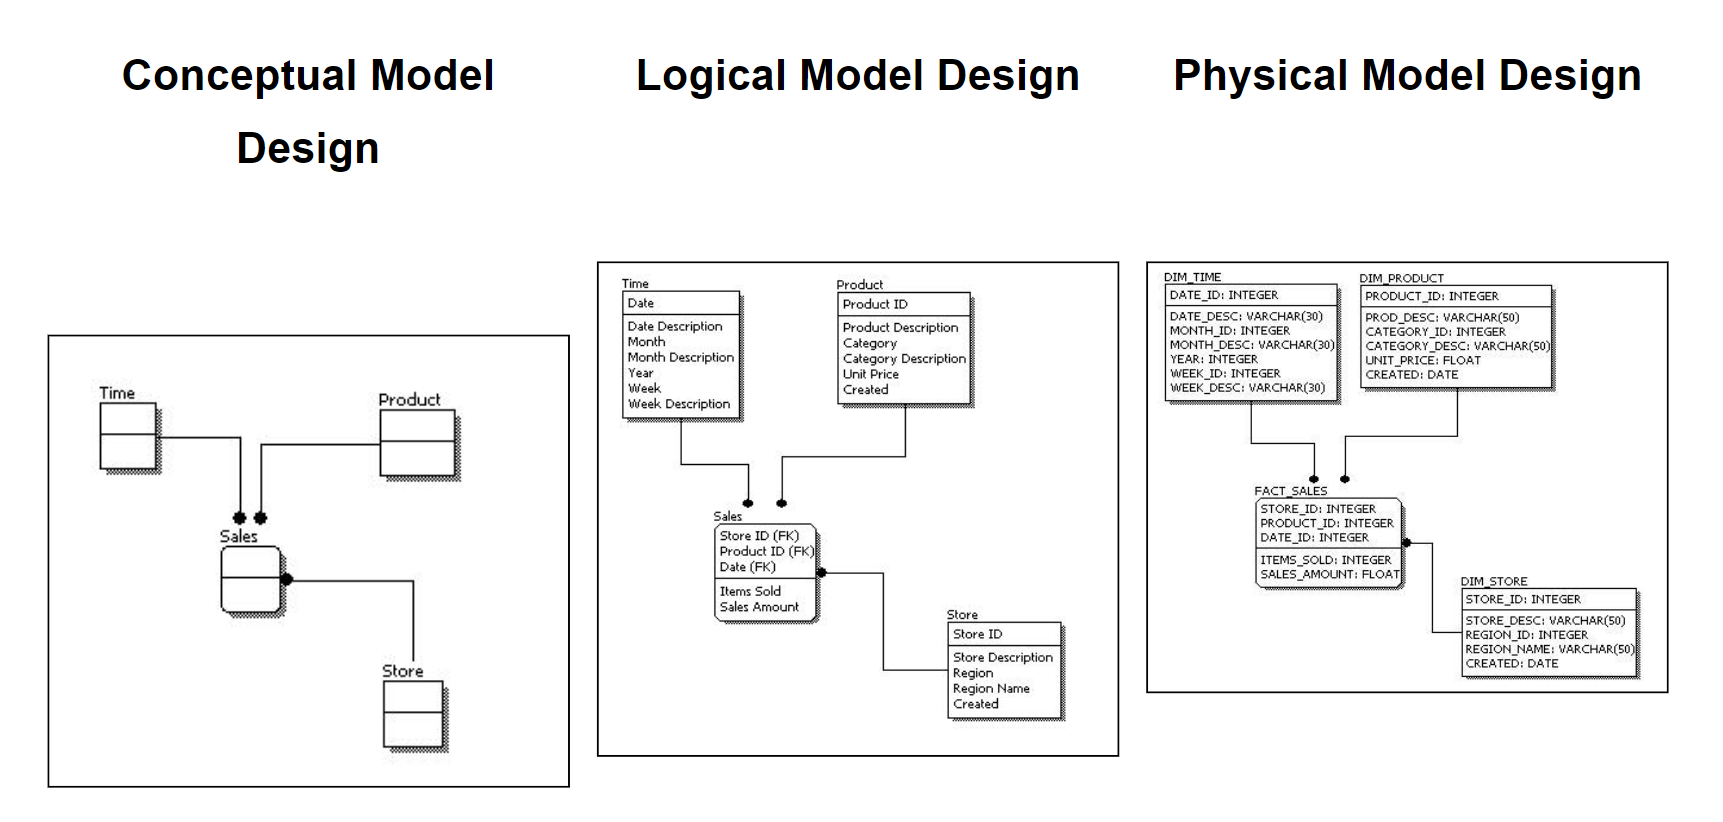 Conceptual Model
Design
Logical Model Design
Physical Model Design
Time
Product
Sales
Store
Time
Date
Date Description
Month
Month Description
Year
Week
Week Description
Product
Product ID
Product Description
Category
Category Description
Unit Price
Created
Sales
Store ID (FK)
Product ID (FK)
Date (FK)
Items Sold
Sales Amount
Store
Store ID
Store Description
Region
Region Name
Created
DIM_TIME
DATE_ID: INTEGER
DATE_DESC: VARCHAR(30)
MONTH_ID: INTEGER
MONTH_DESC: VARCHAR(30)
YEAR: INTEGER
WEEK_ID: INTEGER
WEEK_DESC: VARCHAR(30)
DIM_PRODUCT
PRODUCT_ID: INTEGER
PROD_DESC: VARCHAR(50)
CATEGORY_ID: INTEGER
CATEGORY_DESC: VARCHAR(50)
UNIT_PRICE: FLOAT
CREATED: DATE
FACT_SALES
STORE_ID: INTEGER
PRODUCT_ID: INTEGER
DATE_ID: INTEGER
ITEMS_SOLD: INTEGER
SALES_AMOUNT: FLOAT
DIM_STORE
STORE_ID: INTEGER
STORE_DESC: VARCHAR(50)
REGION_ID: INTEGER
REGION_NAME: VARCHAR(50)
CREATED: DATE